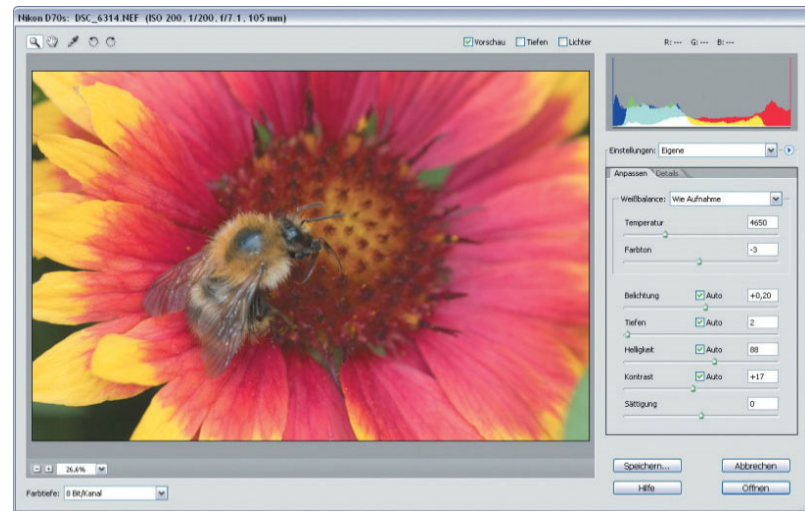 Nikon D70s: DSC_6314.NEF (ISO 200, 1/200, f/7.1, 105 mm)
Vorschau Tiefen Lichter R: --- G: --- B: ---
Einstellungen: Eigene
Anpassen Details
Weißbalance: Wie Aufnahme
Temperatur 4650
Farbton -3
Belichtung Auto +0,20
Tiefen Auto 2
Helligkeit Auto 88
Kontrast Auto +17
Sättigung 0
26,6%
Speichern... Abbrechen
Farbtiefe: 8 Bit/Kanal
Hilfe Öffnen